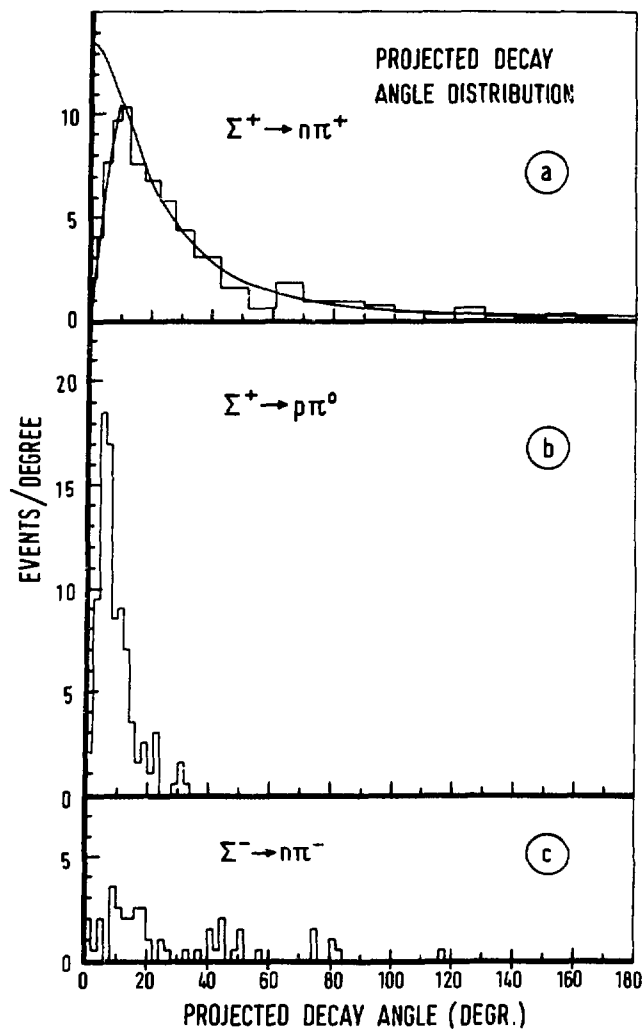 PROJECTED DECAY
ANGLE DISTRIBUTION
Σ⁺→nπ⁺
a
10
5
0
Σ⁺→pπ⁰
b
20
15
10
5
0
EVENTS/DEGREE
Σ⁻→nπ⁻
c
5
0
0 20 40 60 80 100 120 140 160 180
PROJECTED DECAY ANGLE (DEGR.)